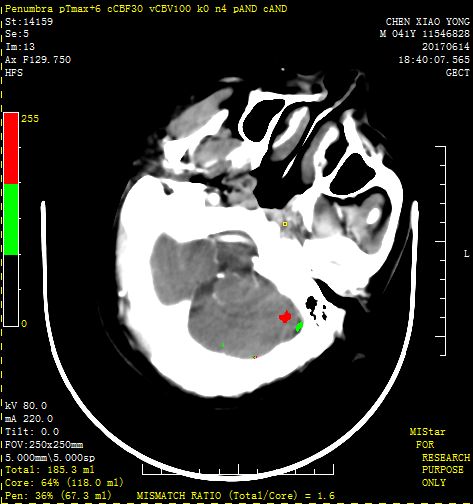 Penumbra pTmax+6 cCBF30 vCBV100 k0 n4 pAND cAND
St:14159
Se:5
Im:13
Ax F129.750
HFS
CHEN XIAO YONG
M 041Y 11546828
20170614
18:40:07.565
GECT
255
0
L
kV 80.0
mA 220.0
Tilt: 0.0
FOV:250x250mm
5.000mm\5.000sp
Total: 185.3 ml
Core: 64% (118.0 ml)
Pen: 36% (67.3 ml)
MISMATCH RATIO (Total/Core) = 1.6
MIStar
FOR
RESEARCH
PURPOSE
ONLY